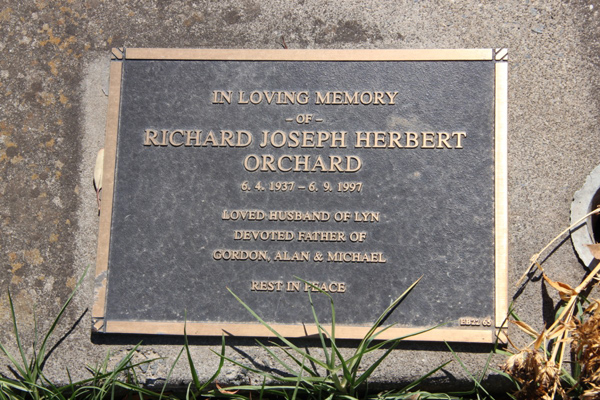 IN LOVING MEMORY
- OF -
RICHARD JOSEPH HERBERT
ORCHARD
6. 4. 1937 - 6. 9. 1997
LOVED HUSBAND OF LYN
DEVOTED FATHER OF
GORDON, ALAN & MICHAEL
REST IN PEACE